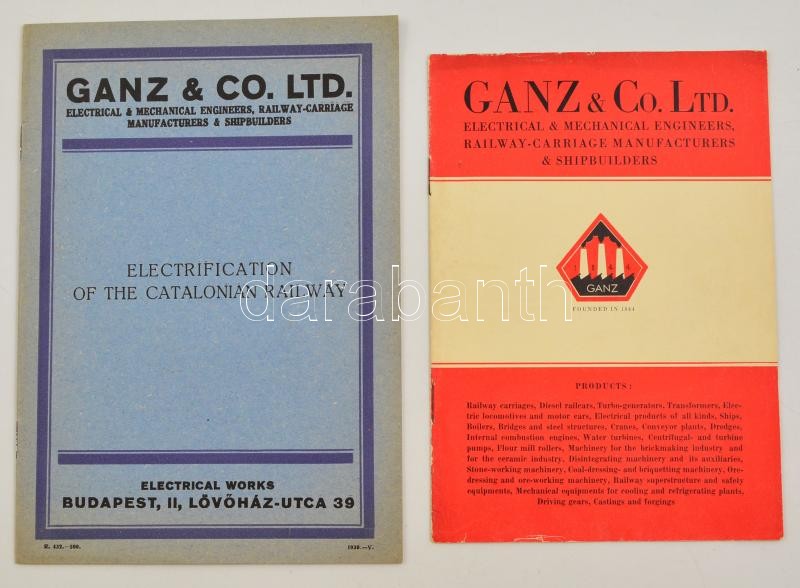 GANZ & CO. LTD.
ELECTRICAL & MECHANICAL ENGINEERS, RAILWAY-CARRIAGE
MANUFACTURERS & SHIPBUILDERS
ELECTRIFICATION
OF THE CATALONIAN RAILWAY
ELECTRICAL WORKS
BUDAPEST, II, LÖVŐHÁZ-UTCA 39
R. 432.—500.
1930.—V.
GANZ & CO. LTD.
ELECTRICAL & MECHANICAL ENGINEERS,
RAILWAY-CARRIAGE MANUFACTURERS
& SHIPBUILDERS
1844
GANZ
FOUNDED IN 1844
PRODUCTS:
Railway carriages, Diesel railcars, Turbo-generators, Transformers, Elec-
tric locomotives and motor cars, Electrical products of all kinds, Ships,
Boilers, Bridges and steel structures, Cranes, Conveyor plants, Dredges,
Internal combustion engines, Water turbines, Centrifugal- and turbine
pumps, Flour mill rollers, Machinery for the brickmaking industry and
for the ceramic industry, Disintegrating machinery and its auxiliaries,
Stone-working machinery, Coal-dressing- and briquetting machinery, Ore-
dressing and ore-working machinery, Railway superstructure and safety
equipments, Mechanical equipments for cooling and refrigerating plants,
Driving gears, Castings and forgings
darabanth